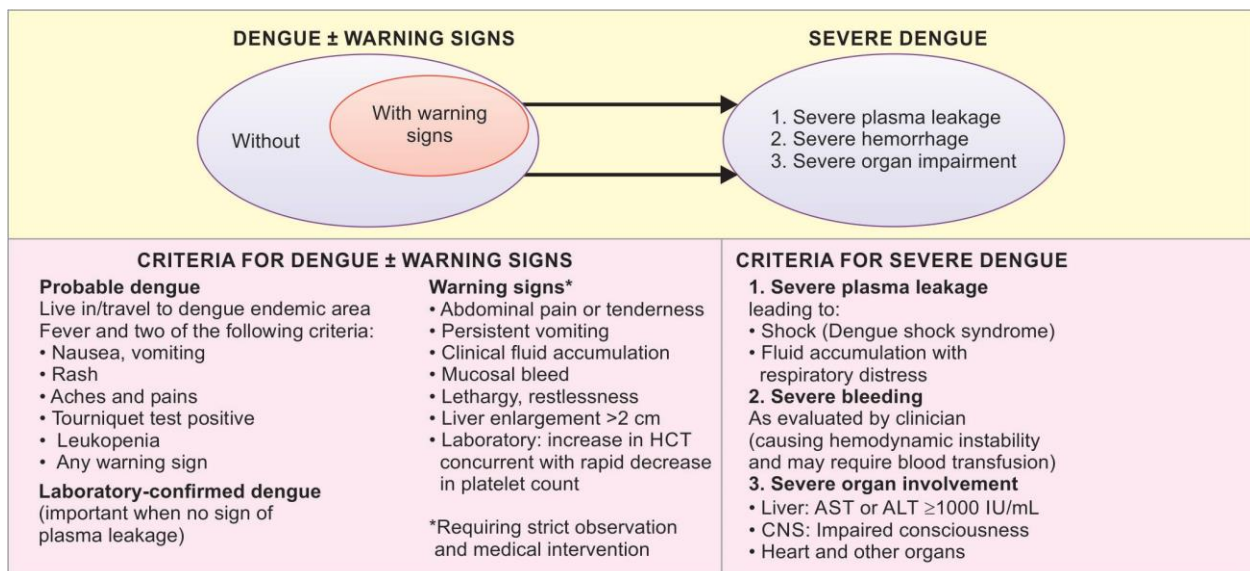 DENGUE ± WARNING SIGNS
Without
With warning
signs
SEVERE DENGUE
1. Severe plasma leakage
2. Severe hemorrhage
3. Severe organ impairment
CRITERIA FOR DENGUE ± WARNING SIGNS
Probable dengue
Live in/travel to dengue endemic area
Fever and two of the following criteria:
• Nausea, vomiting
• Rash
• Aches and pains
• Tourniquet test positive
• Leukopenia
• Any warning sign
Laboratory-confirmed dengue
(important when no sign of
plasma leakage)
Warning signs*
• Abdominal pain or tenderness
• Persistent vomiting
• Clinical fluid accumulation
• Mucosal bleed
• Lethargy, restlessness
• Liver enlargement >2 cm
• Laboratory: increase in HCT
concurrent with rapid decrease
in platelet count
*Requiring strict observation
and medical intervention
CRITERIA FOR SEVERE DENGUE
1. Severe plasma leakage
leading to:
• Shock (Dengue shock syndrome)
• Fluid accumulation with
respiratory distress
2. Severe bleeding
As evaluated by clinician
(causing hemodynamic instability
and may require blood transfusion)
3. Severe organ involvement
• Liver: AST or ALT ≥1000 IU/mL
• CNS: Impaired consciousness
• Heart and other organs